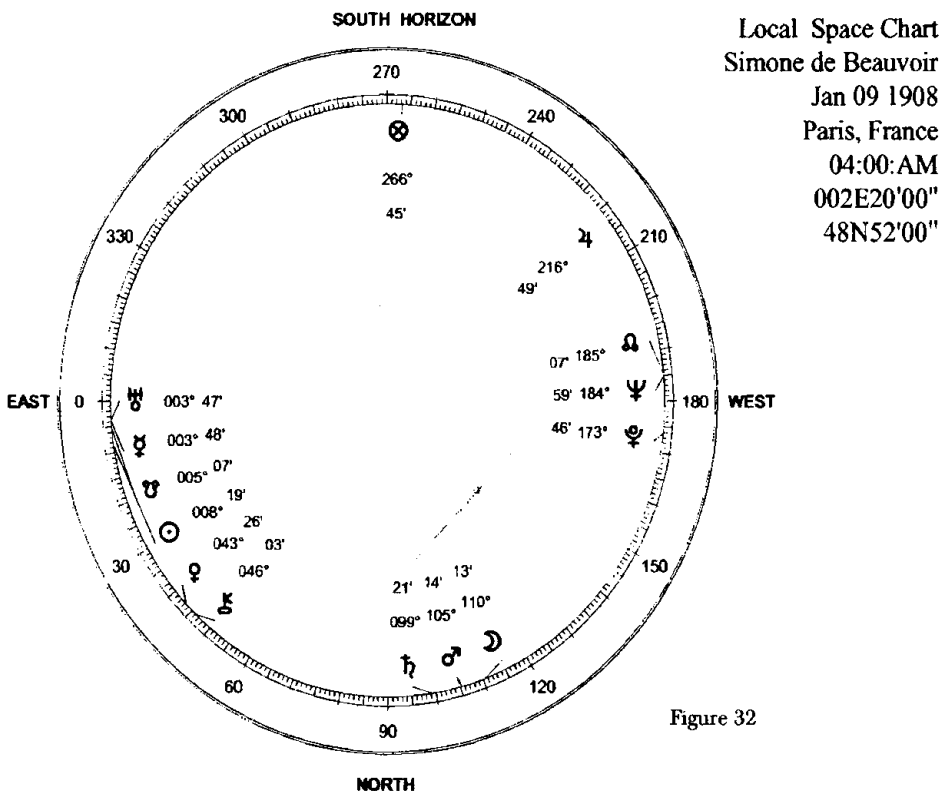 SOUTH HORIZON
Local Space Chart
Simone de Beauvoir
Jan 09 1908
Paris, France
04:00:AM
002E20'00"
48N52'00"
270
300
240
⊗
266°
45'
330
210
♃
216°
49'
☊ 185° 07'
♆ 184° 59'
♇ 173° 46'
EAST 0
180 WEST
♅ 003° 47'
☿ 003° 48'
☋ 005° 07'
☉ 008° 19'
♀ 043° 26'
⚷ 046° 03'
30
150
21' 14' 13'
099° 105° 110°
♄ ♂ ☽
60
120
90
Figure 32
NORTH